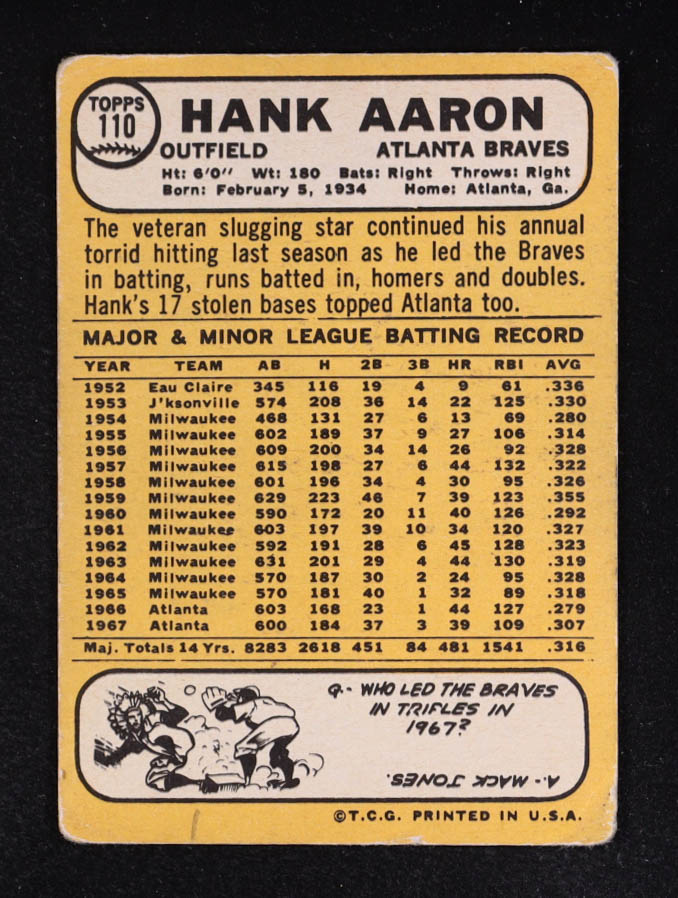 TOPPS
110
HANK AARON
OUTFIELD ATLANTA BRAVES
Ht: 6'0" Wt: 180 Bats: Right Throws: Right
Born: February 5, 1934 Home: Atlanta, Ga.
The veteran slugging star continued his annual
torrid hitting last season as he led the Braves
in batting, runs batted in, homers and doubles.
Hank's 17 stolen bases topped Atlanta too.
MAJOR & MINOR LEAGUE BATTING RECORD
YEAR TEAM AB H 2B 3B HR RBI AVG
1952 Eau Claire 345 116 19 4 9 61 .336
1953 J'ksonville 574 208 36 14 22 125 .330
1954 Milwaukee 468 131 27 6 13 69 .280
1955 Milwaukee 602 189 37 9 27 106 .314
1956 Milwaukee 609 200 34 14 26 92 .328
1957 Milwaukee 615 198 27 6 44 132 .322
1958 Milwaukee 601 196 34 4 30 95 .326
1959 Milwaukee 629 223 46 7 39 123 .355
1960 Milwaukee 590 172 20 11 40 126 .292
1961 Milwaukee 603 197 39 10 34 120 .327
1962 Milwaukee 592 191 28 6 45 128 .323
1963 Milwaukee 631 201 29 4 44 130 .319
1964 Milwaukee 570 187 30 2 24 95 .328
1965 Milwaukee 570 181 40 1 32 89 .318
1966 Atlanta 603 168 23 1 44 127 .279
1967 Atlanta 600 184 37 3 39 109 .307
Maj. Totals 14 Yrs. 8283 2618 451 84 481 1541 .316
Q.- WHO LED THE BRAVES
IN TRIFLES IN
1967?
A.- MACK JONES.
©T.C.G. PRINTED IN U.S.A.